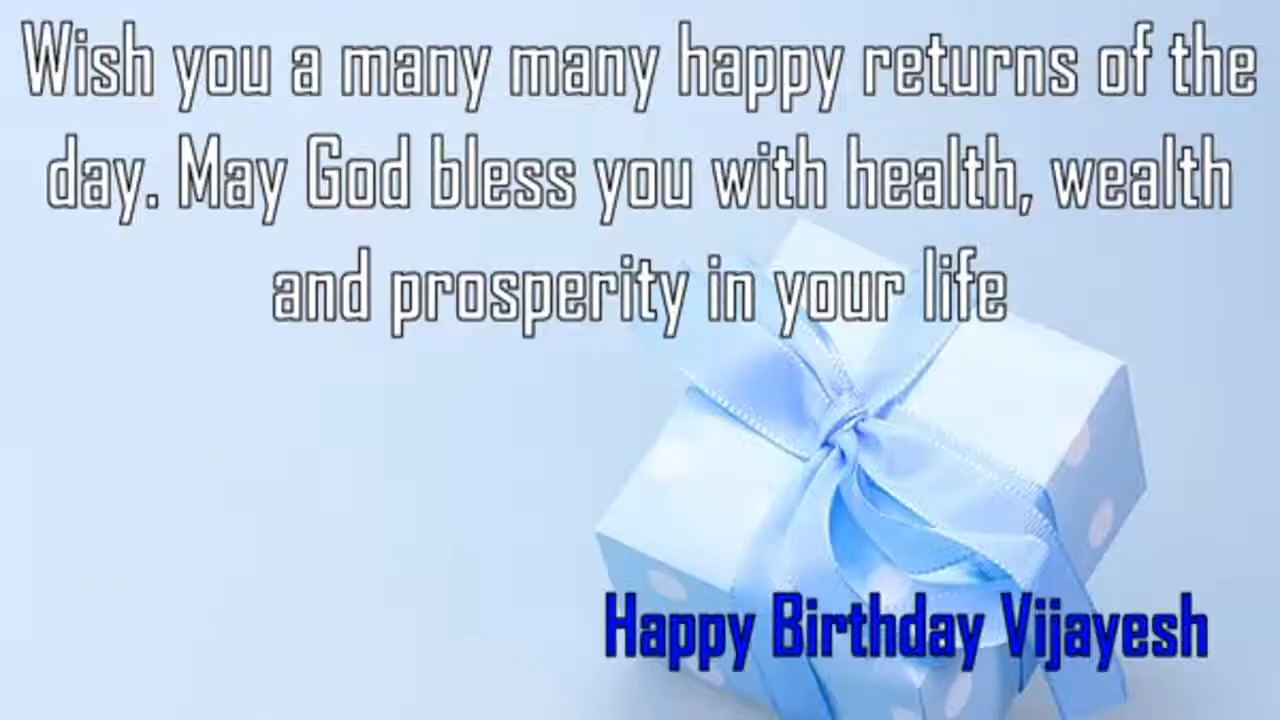 Wish you a many many happy returns of the
day. May God bless you with health, wealth
and prosperity in your life
Happy Birthday Vijayesh